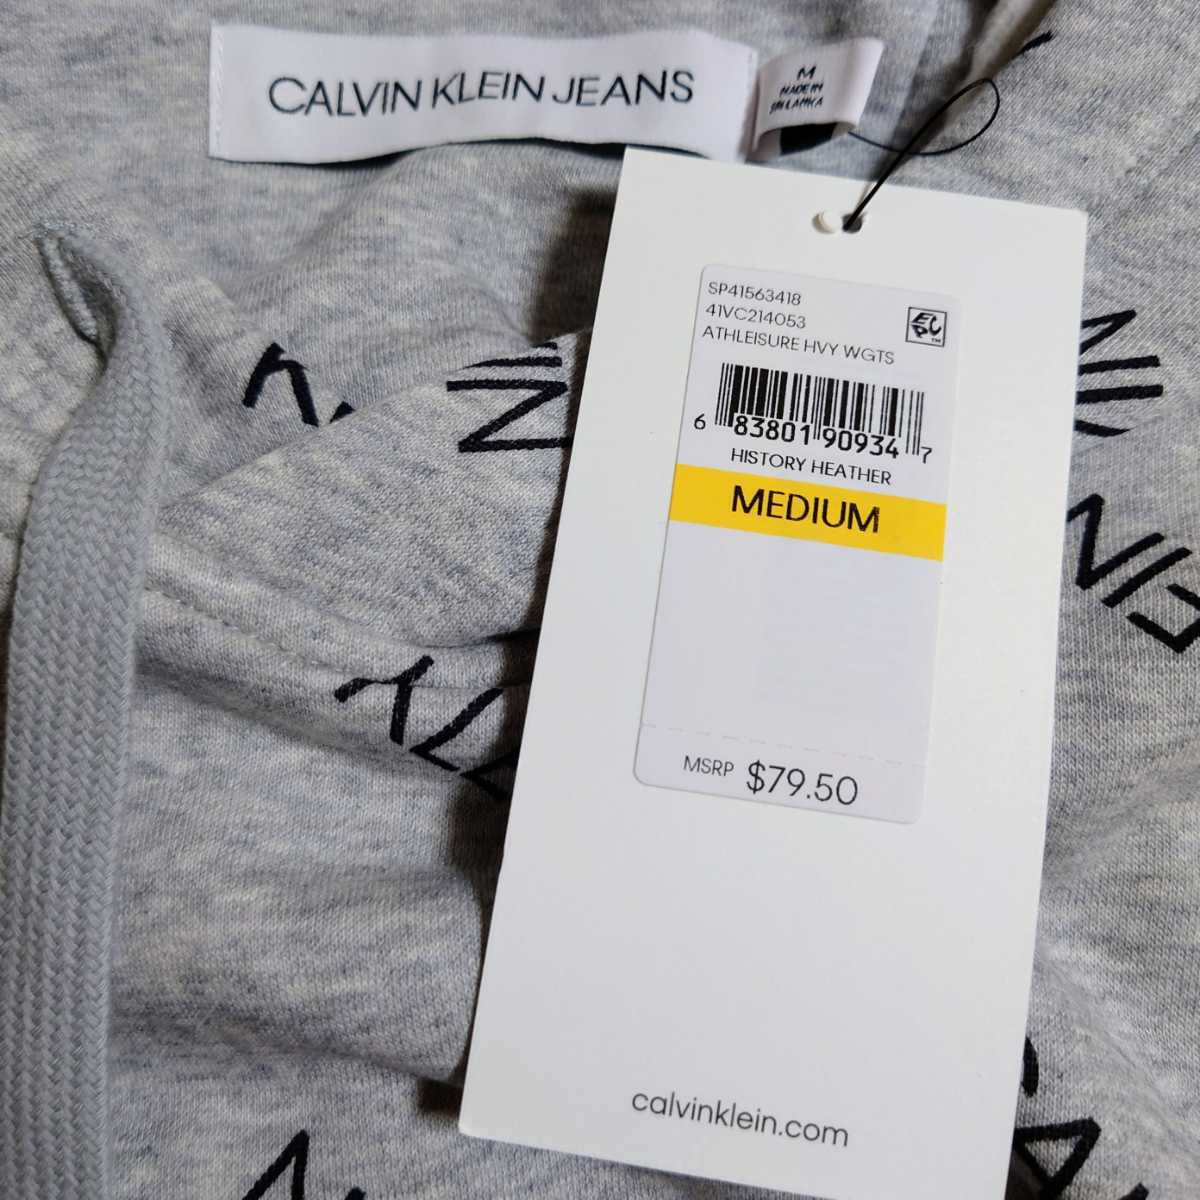 CALVIN KLEIN JEANS
M
MADE IN
SRI LANKA
SP41563418
41VC214053
ATHLEISURE HVY WGTS
EPC™
6 83801 90934 7
HISTORY HEATHER
MEDIUM
MSRP $79.50
calvinklein.com